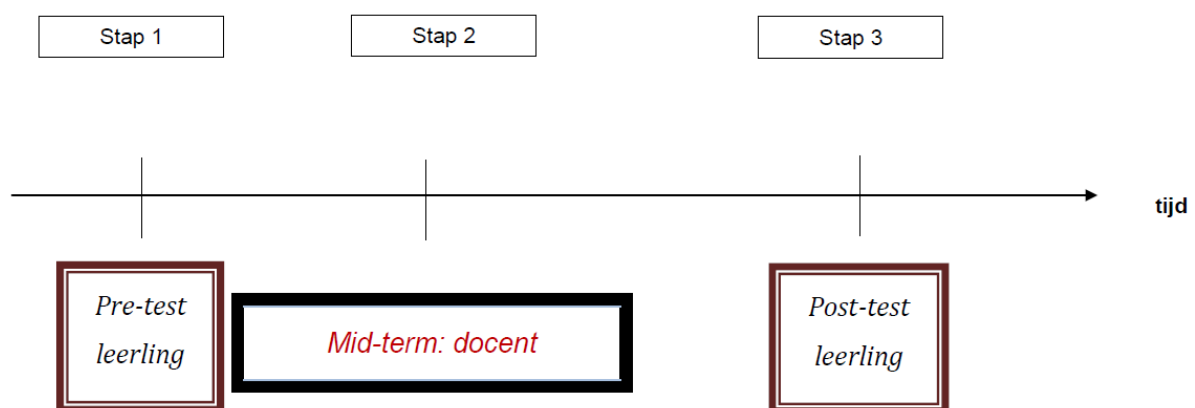 Stap 1
Stap 2
Stap 3
tijd
Pre-test
leerling
Mid-term: docent
Post-test
leerling